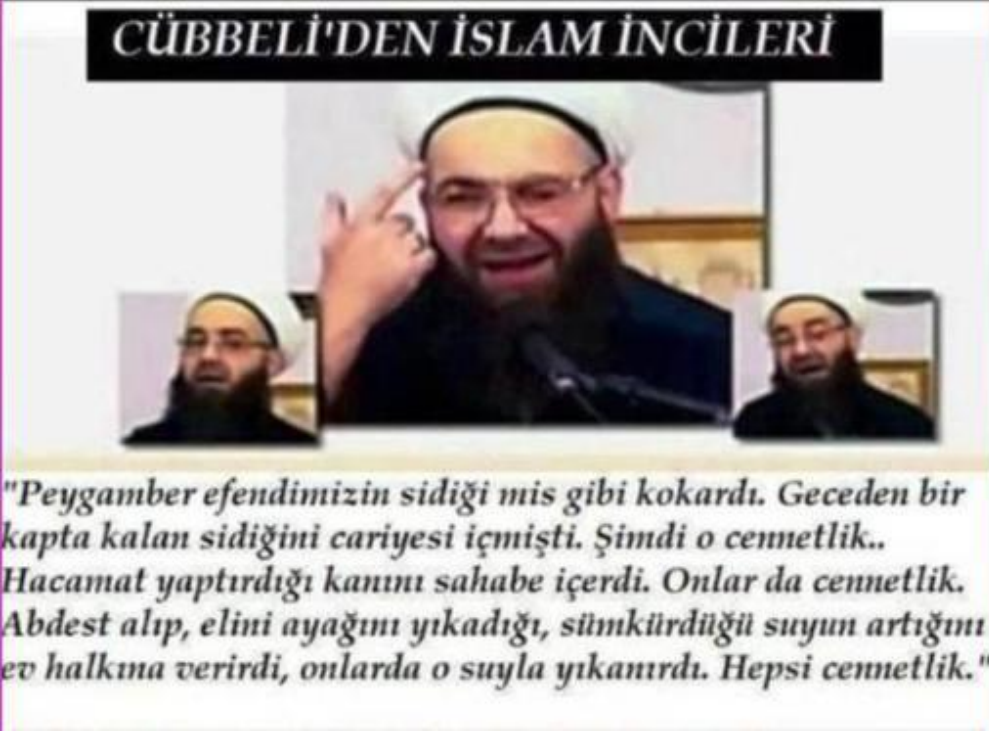 CÜBBELİ'DEN İSLAM İNCİLERİ
"Peygamber efendimizin sidiği mis gibi kokardı. Geceden bir
kapta kalan sidiğini cariyesi içmişti. Şimdi o cennetlik..
Hacamat yaptırdığı kanını sahabe içerdi. Onlar da cennetlik.
Abdest alıp, elini ayağını yıkadığı, sümkürdüğü suyun artığını
ev halkına verirdi, onlarda o suyla yıkanırdı. Hepsi cennetlik."